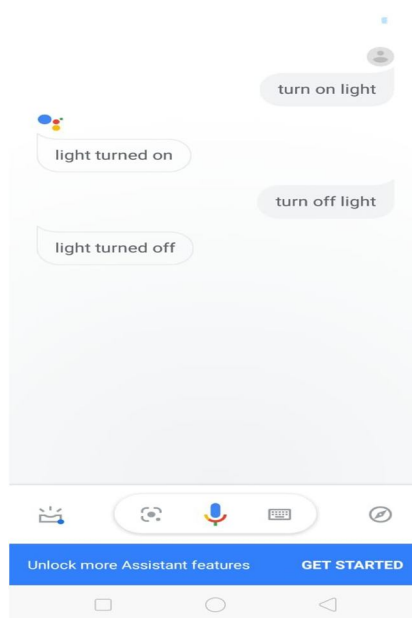 turn on light
light turned on
turn off light
light turned off
Unlock more Assistant features GET STARTED